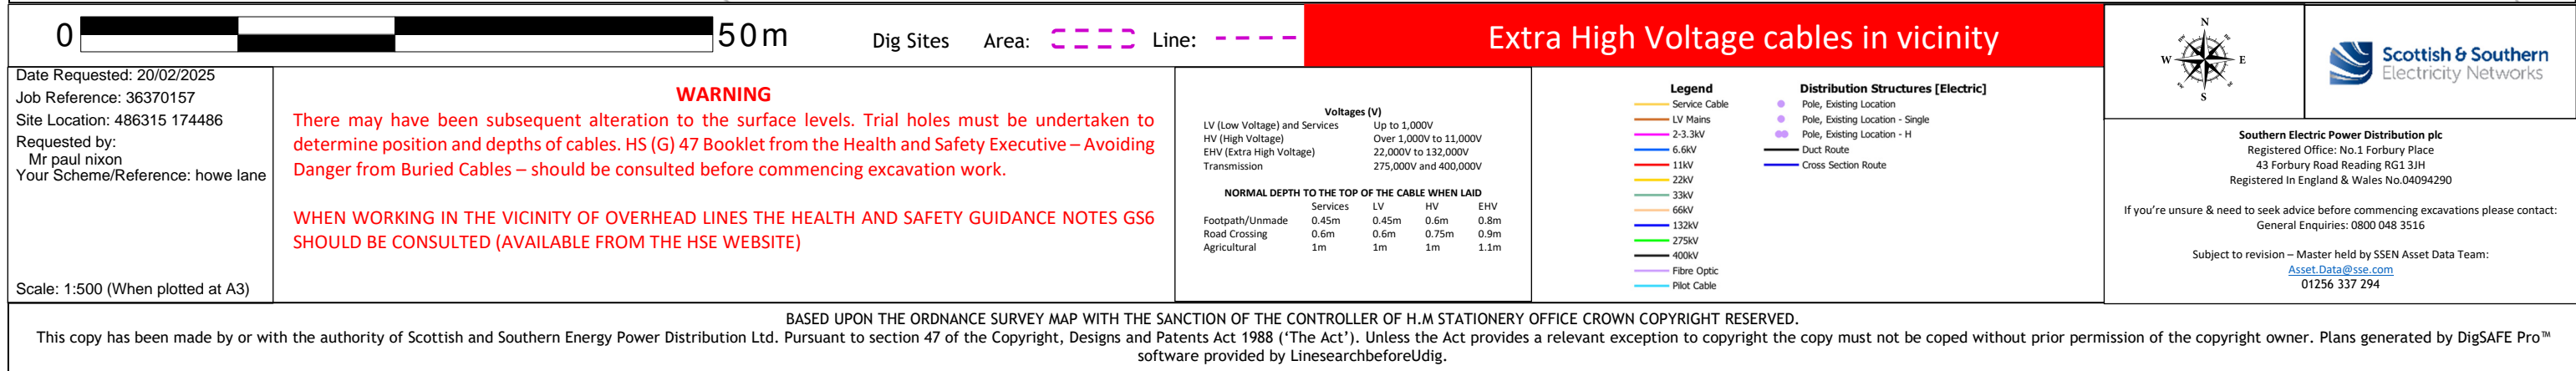 0 50m
Dig Sites Area: Line:
Extra High Voltage cables in vicinity
N
W E
S
Scottish & Southern
Electricity Networks
Date Requested: 20/02/2025
Job Reference: 36370157
Site Location: 486315 174486
Requested by:
Mr paul nixon
Your Scheme/Reference: howe lane
Scale: 1:500 (When plotted at A3)
WARNING
There may have been subsequent alteration to the surface levels. Trial holes must be undertaken to
determine position and depths of cables. HS (G) 47 Booklet from the Health and Safety Executive – Avoiding
Danger from Buried Cables – should be consulted before commencing excavation work.
WHEN WORKING IN THE VICINITY OF OVERHEAD LINES THE HEALTH AND SAFETY GUIDANCE NOTES GS6
SHOULD BE CONSULTED (AVAILABLE FROM THE HSE WEBSITE)
Voltages (V)
LV (Low Voltage) and Services Up to 1,000V
HV (High Voltage) Over 1,000V to 11,000V
EHV (Extra High Voltage) 22,000V to 132,000V
Transmission 275,000V and 400,000V
NORMAL DEPTH TO THE TOP OF THE CABLE WHEN LAID
Services LV HV EHV
Footpath/Unmade 0.45m 0.45m 0.6m 0.8m
Road Crossing 0.6m 0.6m 0.75m 0.9m
Agricultural 1m 1m 1m 1.1m
Legend
Service Cable
LV Mains
2-3.3kV
6.6kV
11kV
22kV
33kV
66kV
132kV
275kV
400kV
Fibre Optic
Pilot Cable
Distribution Structures [Electric]
Pole, Existing Location
Pole, Existing Location - Single
Pole, Existing Location - H
Duct Route
Cross Section Route
Southern Electric Power Distribution plc
Registered Office: No.1 Forbury Place
43 Forbury Road Reading RG1 3JH
Registered In England & Wales No.04094290
If you're unsure & need to seek advice before commencing excavations please contact:
General Enquiries: 0800 048 3516
Subject to revision – Master held by SSEN Asset Data Team:
Asset.Data@sse.com
01256 337 294
BASED UPON THE ORDNANCE SURVEY MAP WITH THE SANCTION OF THE CONTROLLER OF H.M STATIONERY OFFICE CROWN COPYRIGHT RESERVED.
This copy has been made by or with the authority of Scottish and Southern Energy Power Distribution Ltd. Pursuant to section 47 of the Copyright, Designs and Patents Act 1988 ('The Act'). Unless the Act provides a relevant exception to copyright the copy must not be coped without prior permission of the copyright owner. Plans generated by DigSAFE Pro™
software provided by LinesearchbeforeUdig.